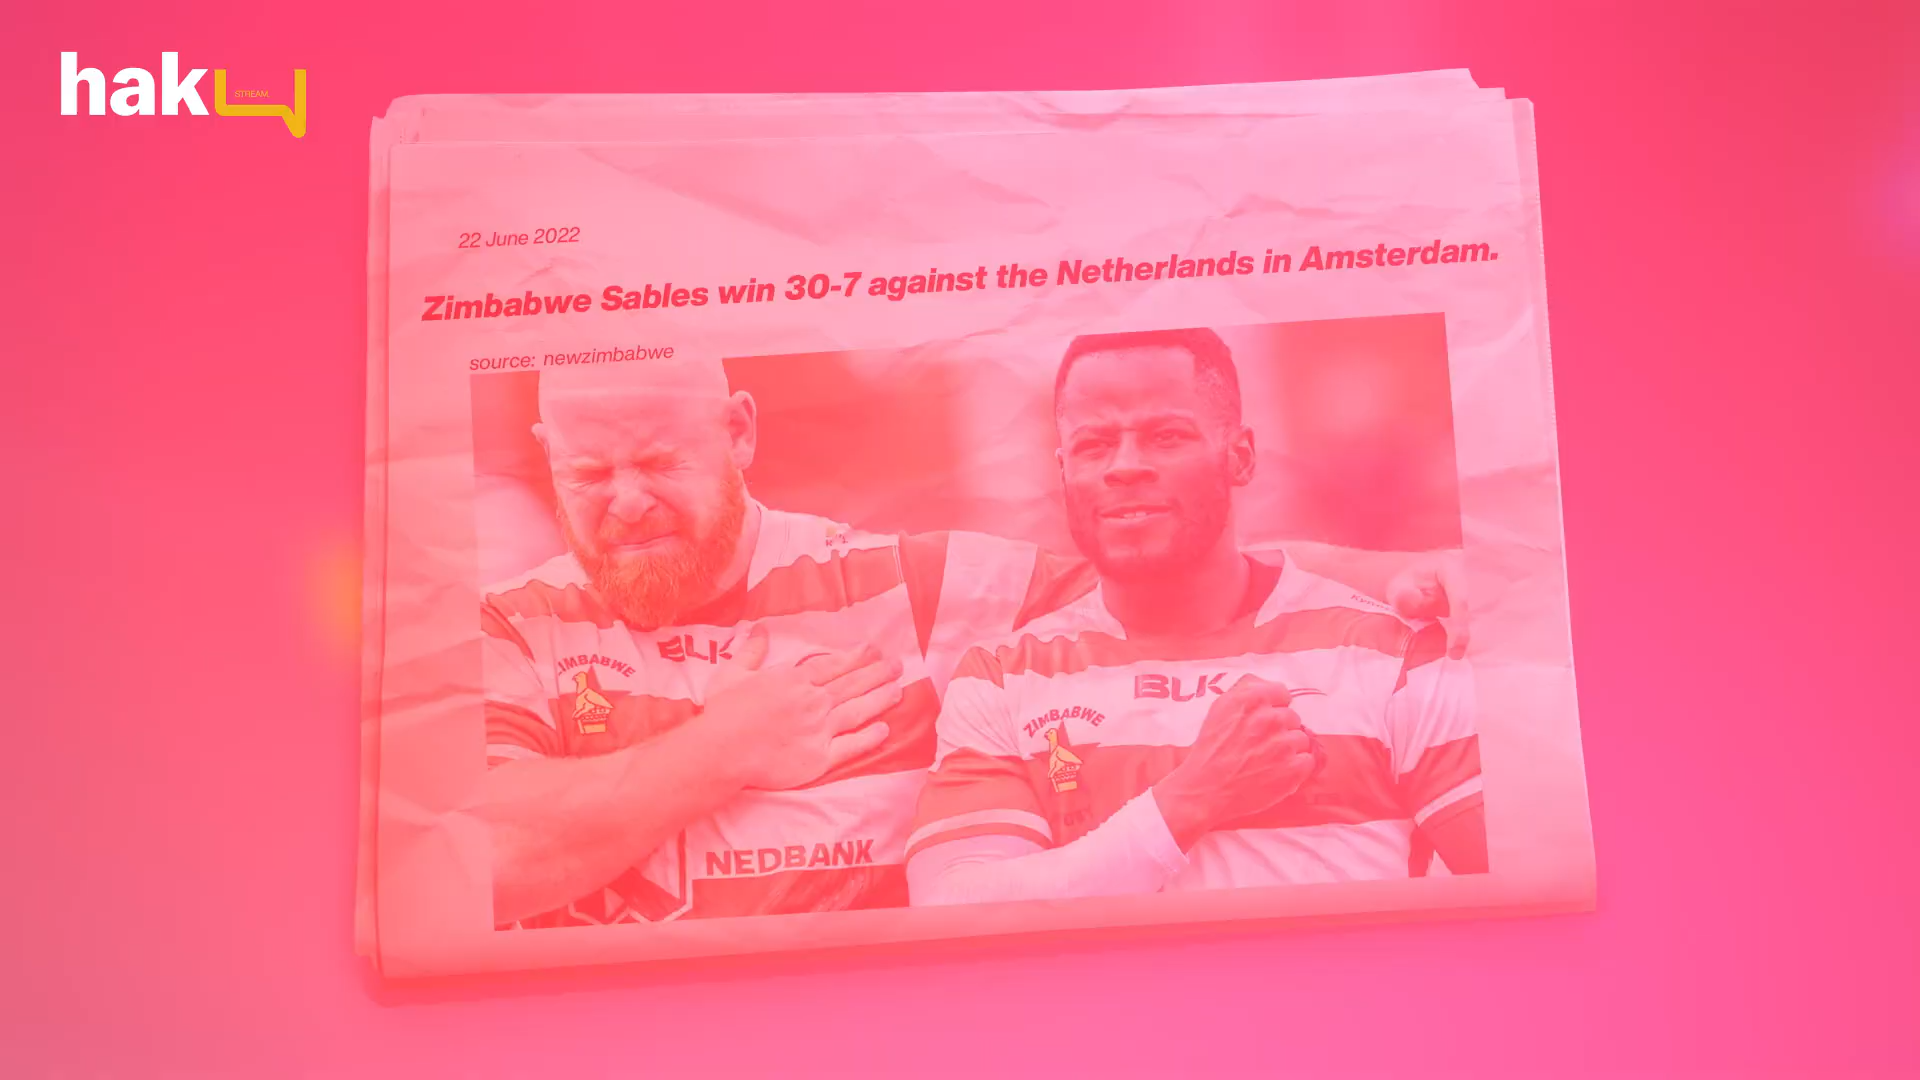 haku
STREAM.
22 June 2022
Zimbabwe Sables win 30-7 against the Netherlands in Amsterdam.
source: newzimbabwe
BLK
ZIMBABWE
BLK
ZIMBABWE
NEDBANK